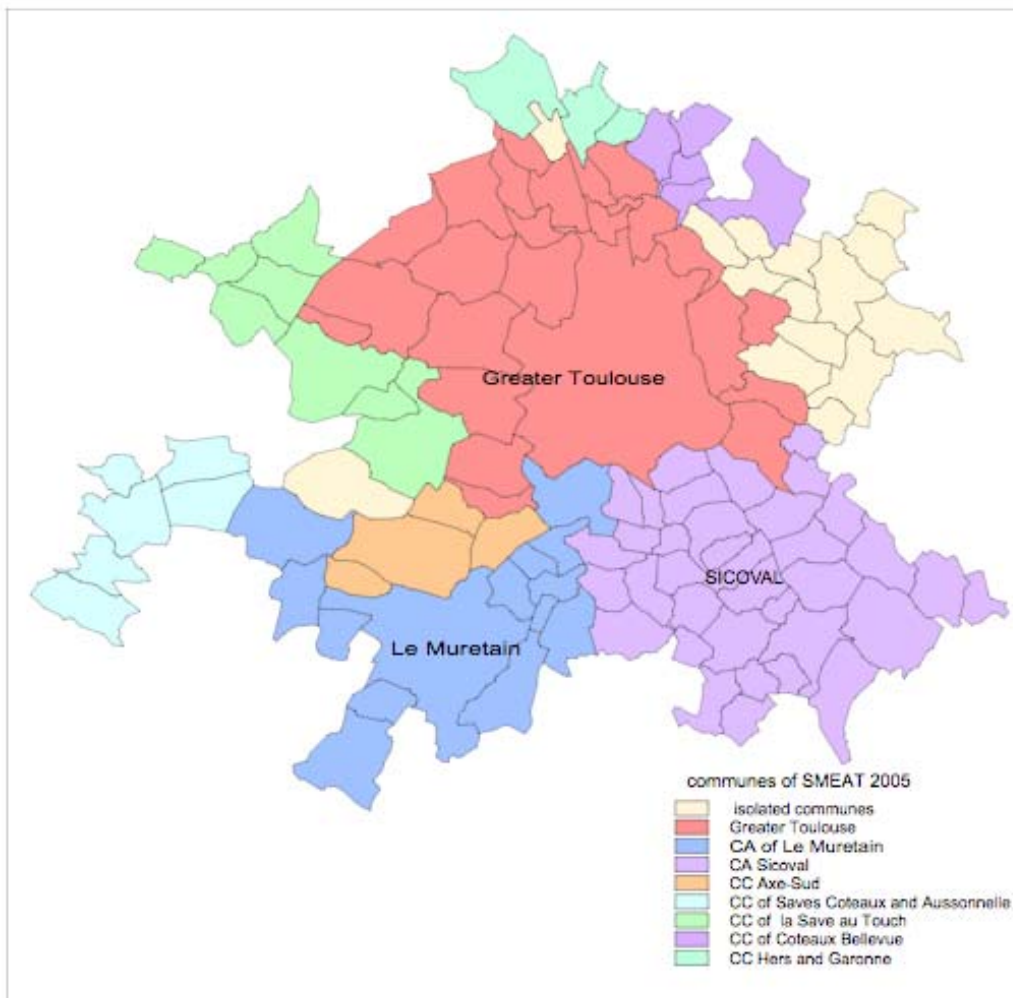 Greater Toulouse
SICOVAL
Le Muretain
communes of SMEAT 2005
isolated communes
Greater Toulouse
CA of Le Muretain
CA Sicoval
CC Axe-Sud
CC of Saves Coteaux and Aussonnelle
CC of la Save au Touch
CC of Coteaux Bellevue
CC Hers and Garonne